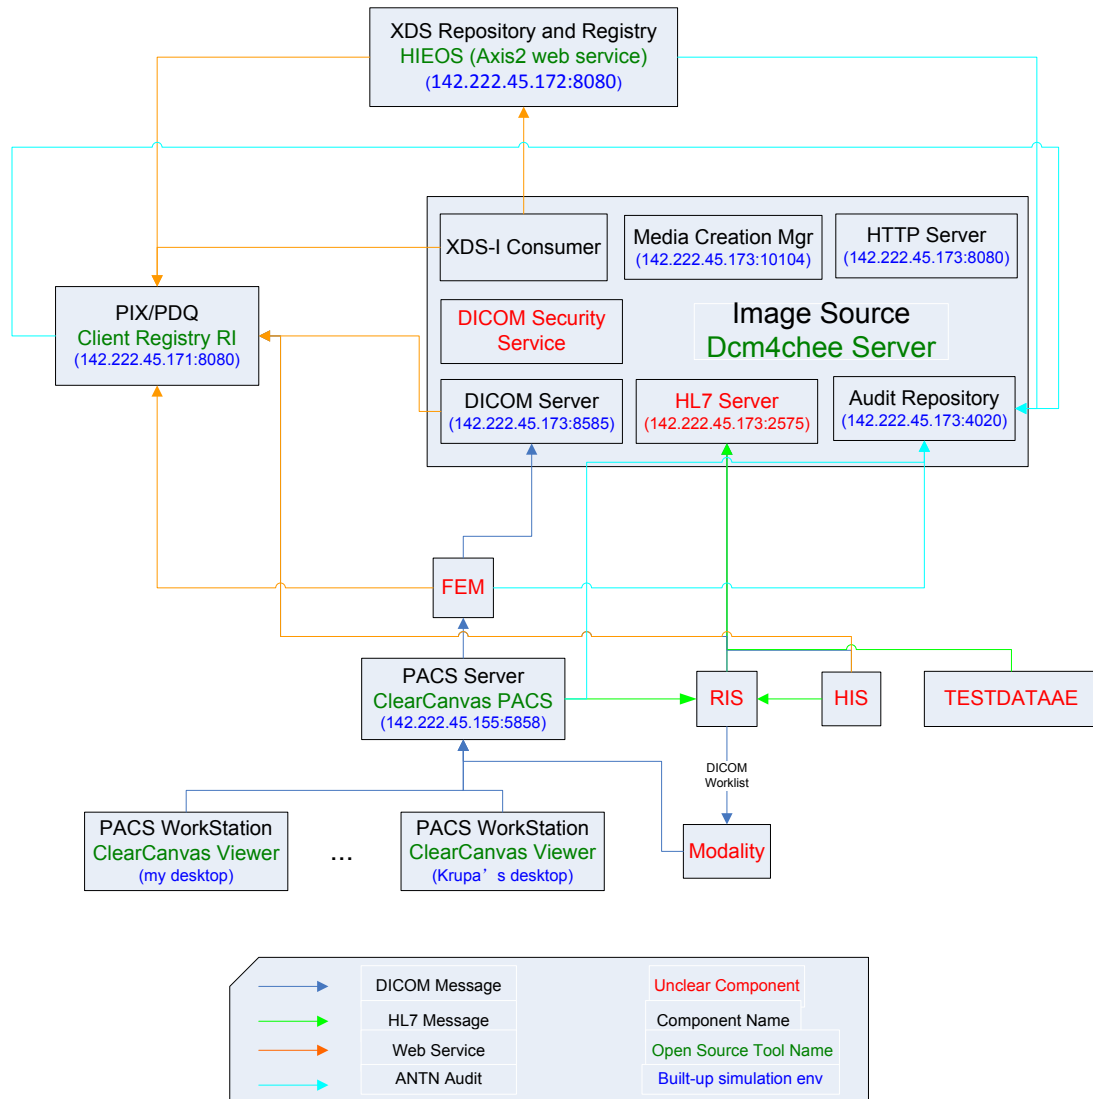 XDS Repository and Registry
HIEOS (Axis2 web service)
(142.222.45.172:8080)
XDS-I Consumer
Media Creation Mgr
(142.222.45.173:10104)
HTTP Server
(142.222.45.173:8080)
PIX/PDQ
Client Registry RI
(142.222.45.171:8080)
DICOM Security
Service
Image Source
Dcm4chee Server
DICOM Server
(142.222.45.173:8585)
HL7 Server
(142.222.45.173:2575)
Audit Repository
(142.222.45.173:4020)
FEM
PACS Server
ClearCanvas PACS
(142.222.45.155:5858)
RIS
HIS
TESTDATAAE
DICOM
Worklist
PACS WorkStation
ClearCanvas Viewer
(my desktop)
...
PACS WorkStation
ClearCanvas Viewer
(Krupa’s desktop)
Modality
DICOM Message
Unclear Component
HL7 Message
Component Name
Web Service
Open Source Tool Name
ANTN Audit
Built-up simulation env